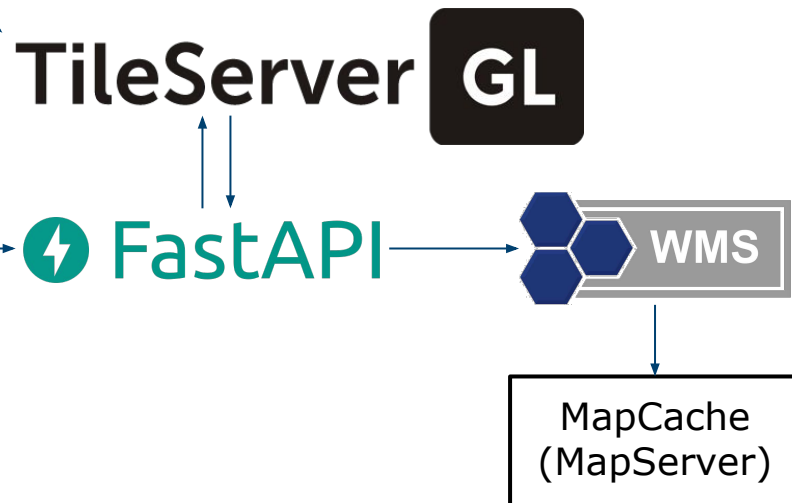 TileServer GL
FastAPI
WMS
MapCache
(MapServer)